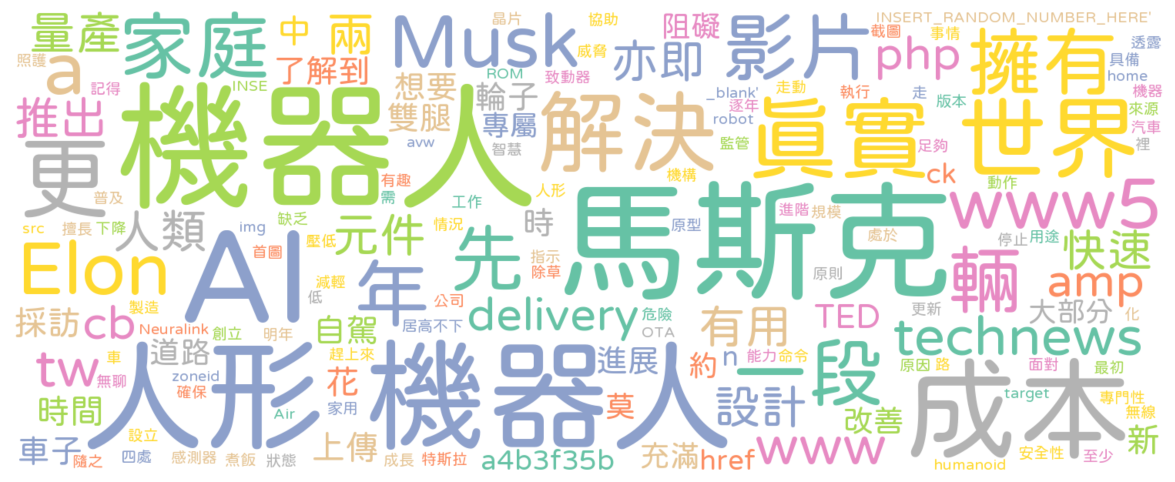 量產 家庭 中 兩 晶片 協助 阻礙 INSERT_RANDOM_NUMBER_HERE'
照護 a 了解到 Musk 威脅 亦即 影片 php 截圖 事情 擁有 透露 具備
記得 INSE 想要 輪子 ROM 致動器 _blank' 走動 執行 走 版本 home 機器
推出 機器人 雙腿 專屬 解決 逐年 robot 眞實 世界 來源 汽車
更 avw 智慧 監管 足夠 裡
普及 有趣 需 工作 人形 機構 ck 動作
src 擅長 下降 人類 缺乏 元件 情況 時 馬斯克 原型 進階 規模 www5
Elon AI img 首圖 壓低 年 先 指示 除草 處於 停止 用途 快速
減輕 低 公司 原則 輛 amp
採訪 cb 製造 Neuralink 創立 明年 自駕 居高不下 delivery 危險 OTA 有用 TED 更新 大部分 化
tw 無聊 車 道路 zoneid 趕上來 進展 約 n 能力 命令 technews
時間 確保 Air 家用 花 人形機器人 莫 一段 原因 路 面對 最初
車子 隨之 設立 四處 感測器 煮飯 狀態 上傳 成長 特斯拉 a4b3f35b 充滿 href 設計 www 改善 成本 target 專門性 無線 新
humanoid 安全性 至少